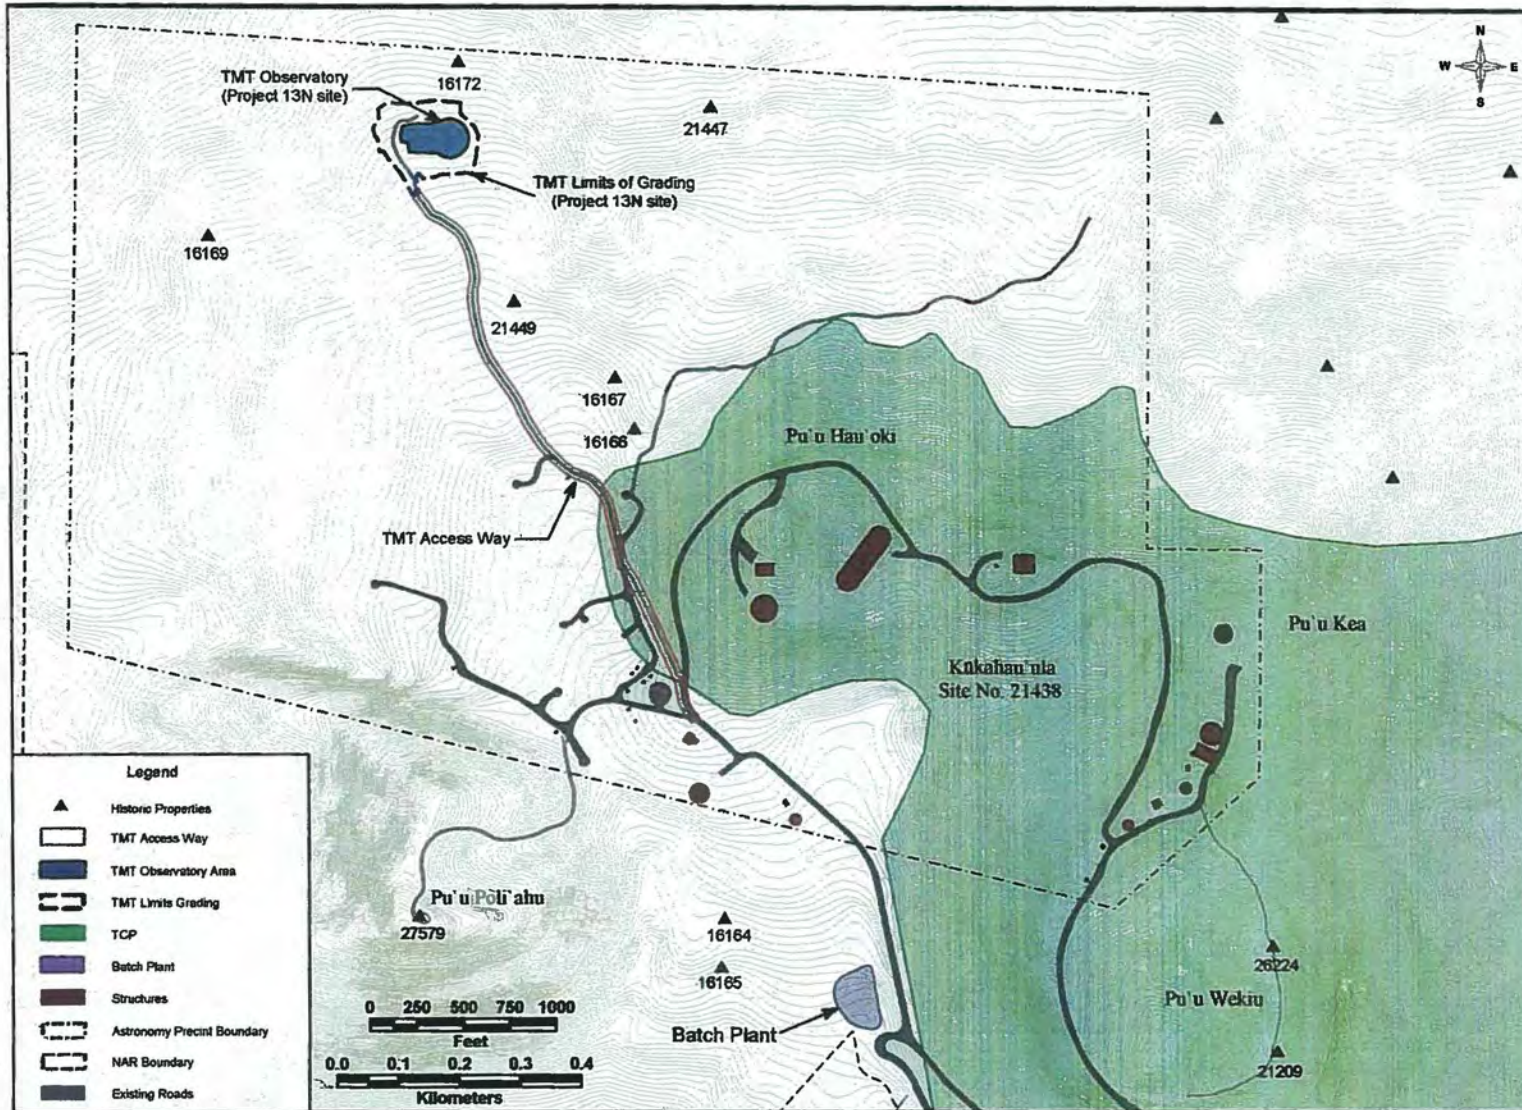 N
W E
S
TMT Observatory
(Project 13N site)
16172
21447
TMT Limits of Grading
(Project 13N site)
16169
21449
16167
16166
Pu`u Hau`oki
TMT Access Way
Pu`u Kea
Kūkahau`ula
Site No. 21438
Legend
Historic Properties
TMT Access Way
TMT Observatory Area
TMT Limits Grading
TCP
Batch Plant
Structures
Astronomy Precint Boundary
NAR Boundary
Existing Roads
Pu`u Poli`ahu
27579
16164
16165
26224
Pu`u Wekiu
21209
Batch Plant
0 250 500 750 1000
Feet
0.0 0.1 0.2 0.3 0.4
Kilometers